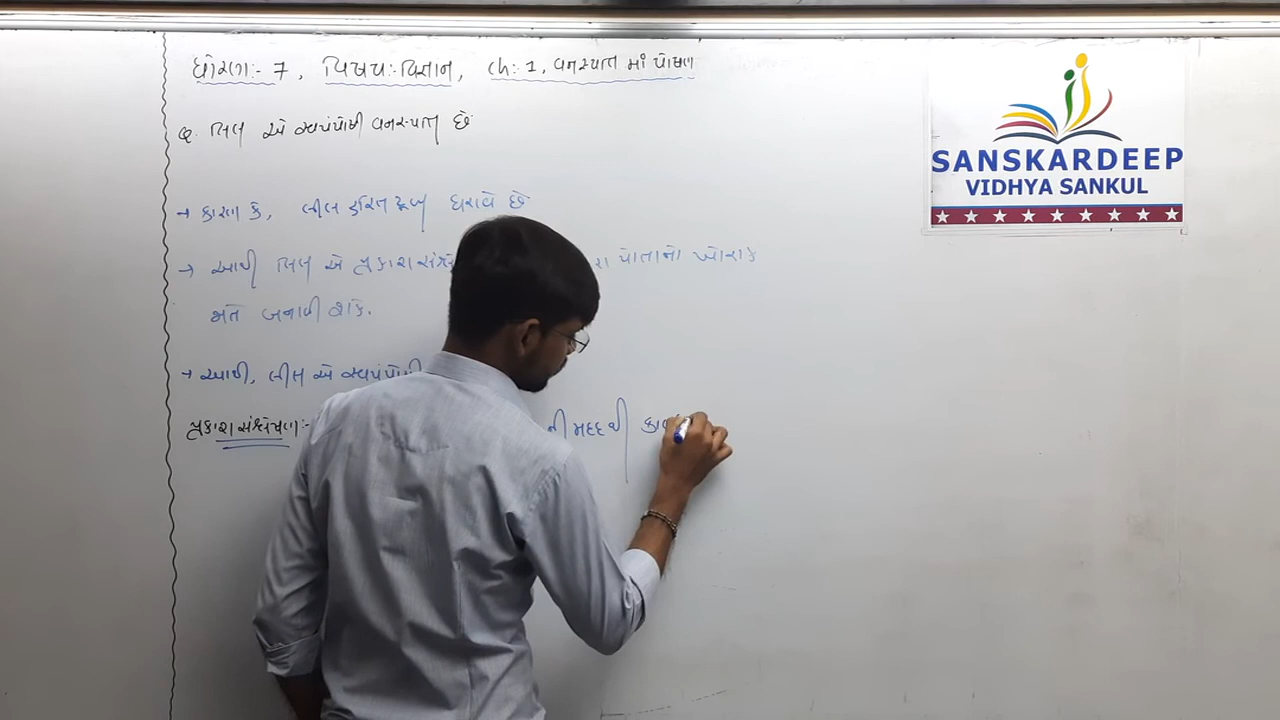 ધોરણ:- 7, વિષય:- વિજ્ઞાન, ch: 1, વનસ્પતિ માં પોષણ
Q. લિલ એ સ્વયંપોષી વનસ્પતિ છે
→ કારણ કે, લીલ હરિતદ્રવ્ય ધરાવે છે
→ આથી લિલ એ પ્રકાશસંશ્લે રા પોતાનો ખોરાક
જાતે બનાવી શકે.
→ આથી, લીલ એ સ્વયંપોષી
પ્રકાશસંશ્લેષણ:- ની મદદથી
SANSKARDEEP
VIDHYA SANKUL